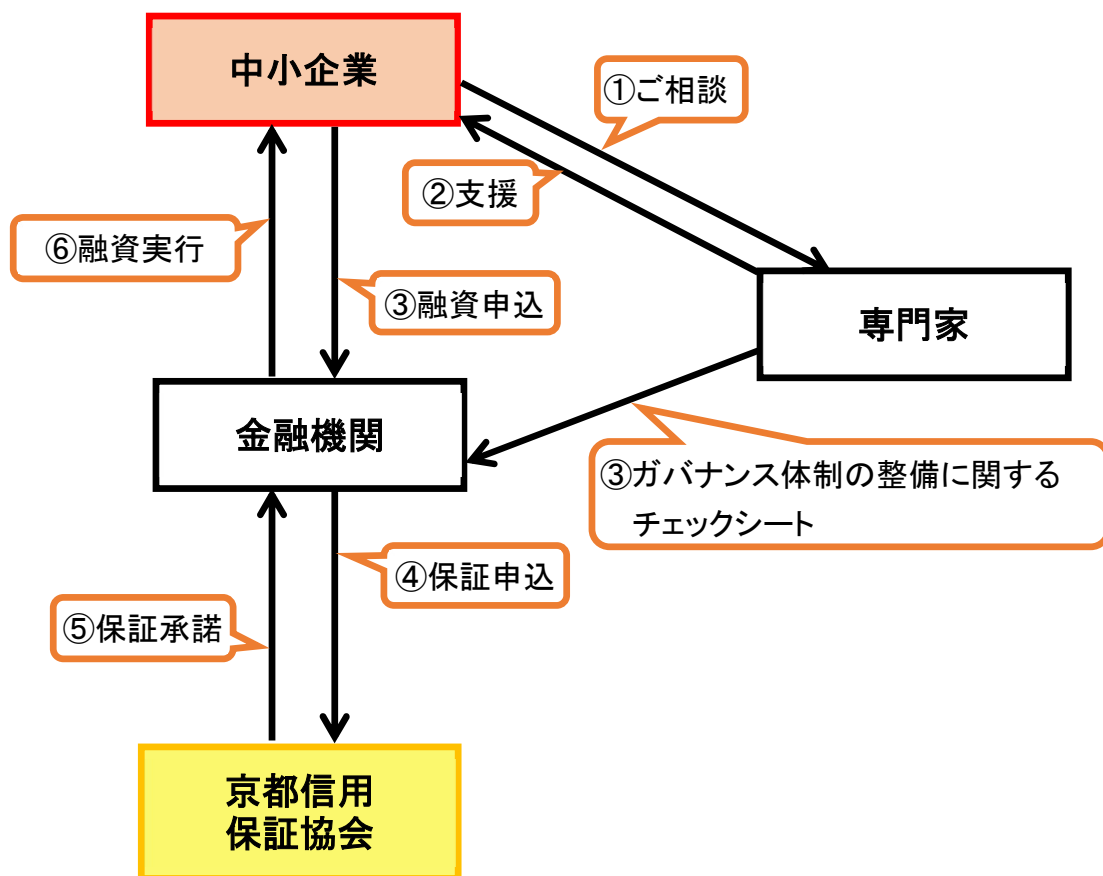 中小企業
①ご相談
②支援
⑥融資実行
③融資申込
専門家
金融機関
③ガバナンス体制の整備に関する
チェックシート
④保証申込
⑤保証承諾
京都信用
保証協会